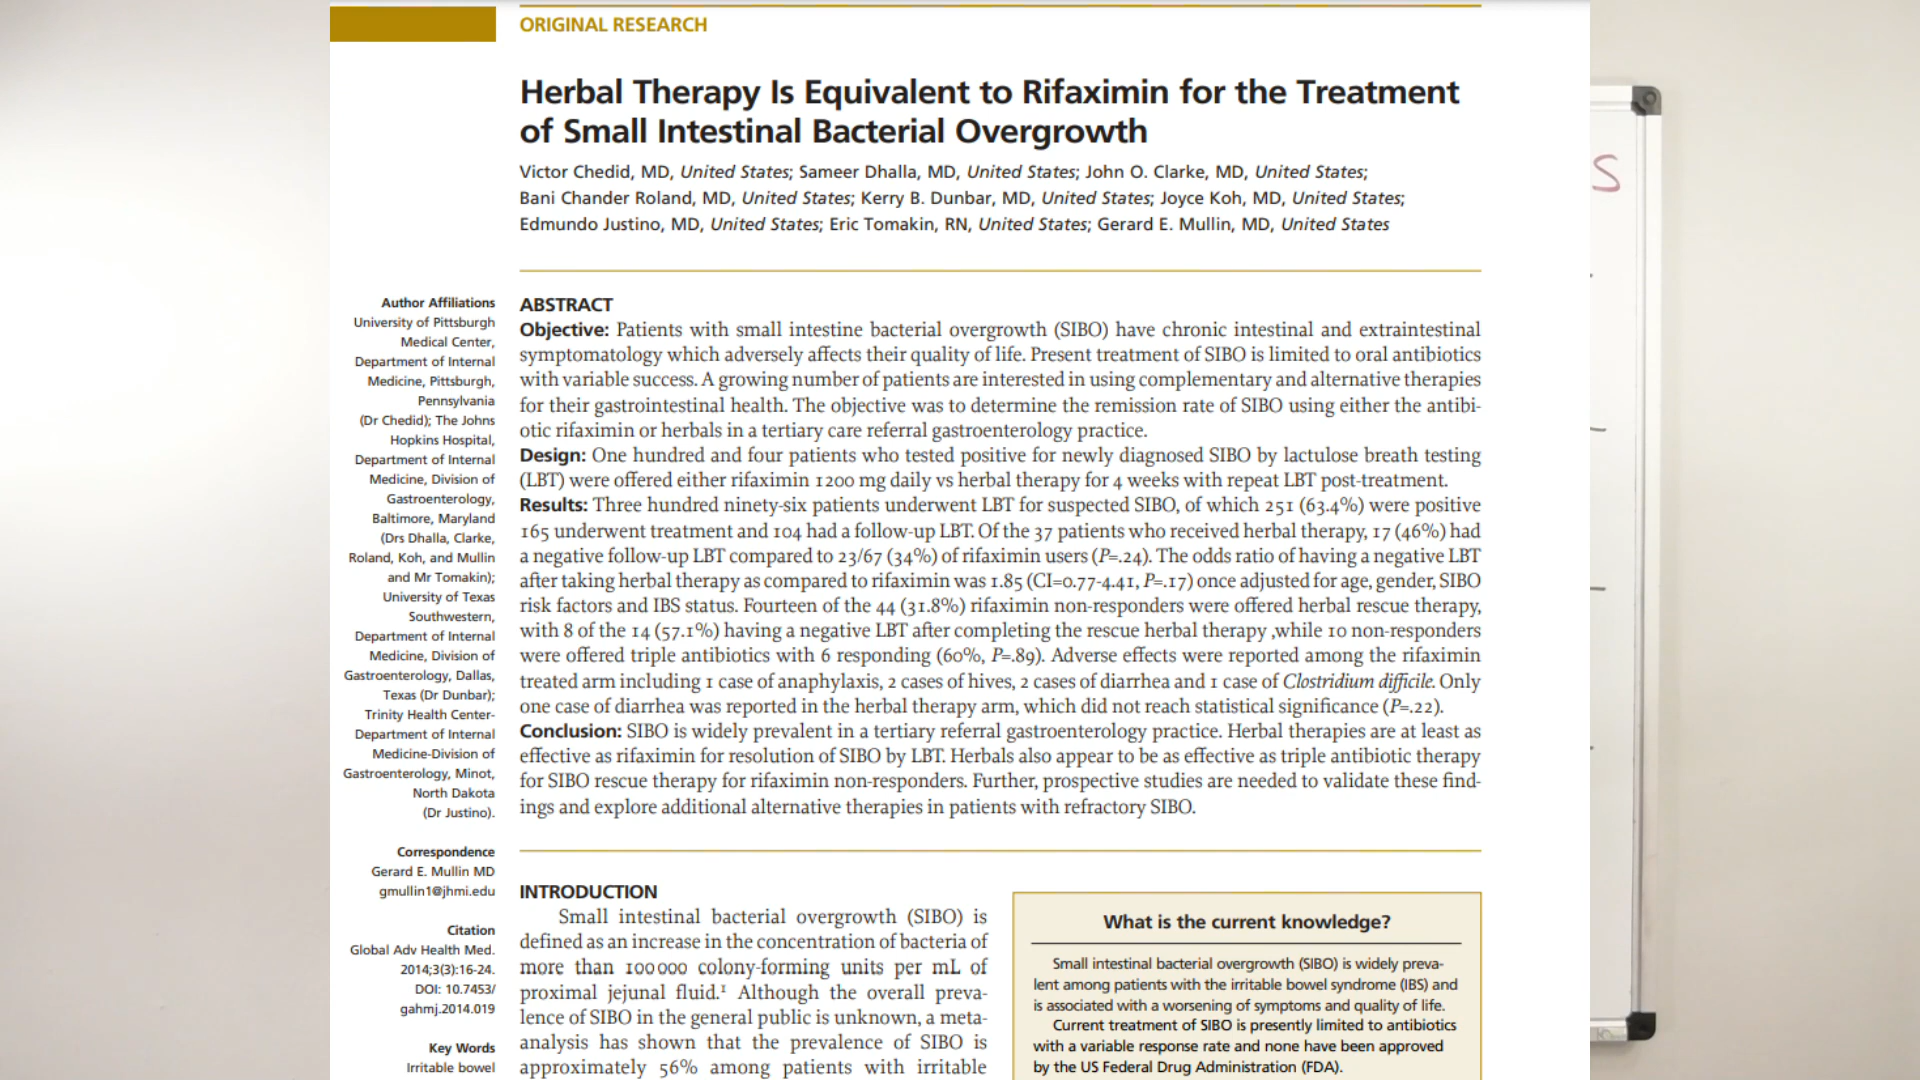 ORIGINAL RESEARCH
Herbal Therapy Is Equivalent to Rifaximin for the Treatment
of Small Intestinal Bacterial Overgrowth
Victor Chedid, MD, United States; Sameer Dhalla, MD, United States; John O. Clarke, MD, United States;
Bani Chander Roland, MD, United States; Kerry B. Dunbar, MD, United States; Joyce Koh, MD, United States;
Edmundo Justino, MD, United States; Eric Tomakin, RN, United States; Gerard E. Mullin, MD, United States
Author Affiliations
University of Pittsburgh
Medical Center,
Department of Internal
Medicine, Pittsburgh,
Pennsylvania
(Dr Chedid); The Johns
Hopkins Hospital,
Department of Internal
Medicine, Division of
Gastroenterology,
Baltimore, Maryland
(Drs Dhalla, Clarke,
Roland, Koh, and Mullin
and Mr Tomakin);
University of Texas
Southwestern,
Department of Internal
Medicine, Division of
Gastroenterology, Dallas,
Texas (Dr Dunbar);
Trinity Health Center-
Department of Internal
Medicine-Division of
Gastroenterology, Minot,
North Dakota
(Dr Justino).
Correspondence
Gerard E. Mullin MD
gmullin1@jhmi.edu
Citation
Global Adv Health Med.
2014;3(3):16-24.
DOI: 10.7453/
gahmj.2014.019
Key Words
Irritable bowel
ABSTRACT
Objective: Patients with small intestine bacterial overgrowth (SIBO) have chronic intestinal and extraintestinal
symptomatology which adversely affects their quality of life. Present treatment of SIBO is limited to oral antibiotics
with variable success. A growing number of patients are interested in using complementary and alternative therapies
for their gastrointestinal health. The objective was to determine the remission rate of SIBO using either the antibi-
otic rifaximin or herbals in a tertiary care referral gastroenterology practice.
Design: One hundred and four patients who tested positive for newly diagnosed SIBO by lactulose breath testing
(LBT) were offered either rifaximin 1200 mg daily vs herbal therapy for 4 weeks with repeat LBT post-treatment.
Results: Three hundred ninety-six patients underwent LBT for suspected SIBO, of which 251 (63.4%) were positive
165 underwent treatment and 104 had a follow-up LBT. Of the 37 patients who received herbal therapy, 17 (46%) had
a negative follow-up LBT compared to 23/67 (34%) of rifaximin users (P=.24). The odds ratio of having a negative LBT
after taking herbal therapy as compared to rifaximin was 1.85 (CI=0.77-4.41, P=.17) once adjusted for age, gender, SIBO
risk factors and IBS status. Fourteen of the 44 (31.8%) rifaximin non-responders were offered herbal rescue therapy,
with 8 of the 14 (57.1%) having a negative LBT after completing the rescue herbal therapy ,while 10 non-responders
were offered triple antibiotics with 6 responding (60%, P=.89). Adverse effects were reported among the rifaximin
treated arm including 1 case of anaphylaxis, 2 cases of hives, 2 cases of diarrhea and 1 case of Clostridium difficile. Only
one case of diarrhea was reported in the herbal therapy arm, which did not reach statistical significance (P=.22).
Conclusion: SIBO is widely prevalent in a tertiary referral gastroenterology practice. Herbal therapies are at least as
effective as rifaximin for resolution of SIBO by LBT. Herbals also appear to be as effective as triple antibiotic therapy
for SIBO rescue therapy for rifaximin non-responders. Further, prospective studies are needed to validate these find-
ings and explore additional alternative therapies in patients with refractory SIBO.
INTRODUCTION
Small intestinal bacterial overgrowth (SIBO) is
defined as an increase in the concentration of bacteria of
more than 100 000 colony-forming units per mL of
proximal jejunal fluid.¹ Although the overall preva-
lence of SIBO in the general public is unknown, a meta-
analysis has shown that the prevalence of SIBO is
approximately 56% among patients with irritable
What is the current knowledge?
Small intestinal bacterial overgrowth (SIBO) is widely preva-
lent among patients with the irritable bowel syndrome (IBS) and
is associated with a worsening of symptoms and quality of life.
Current treatment of SIBO is presently limited to antibiotics
with a variable response rate and none have been approved
by the US Federal Drug Administration (FDA).
S